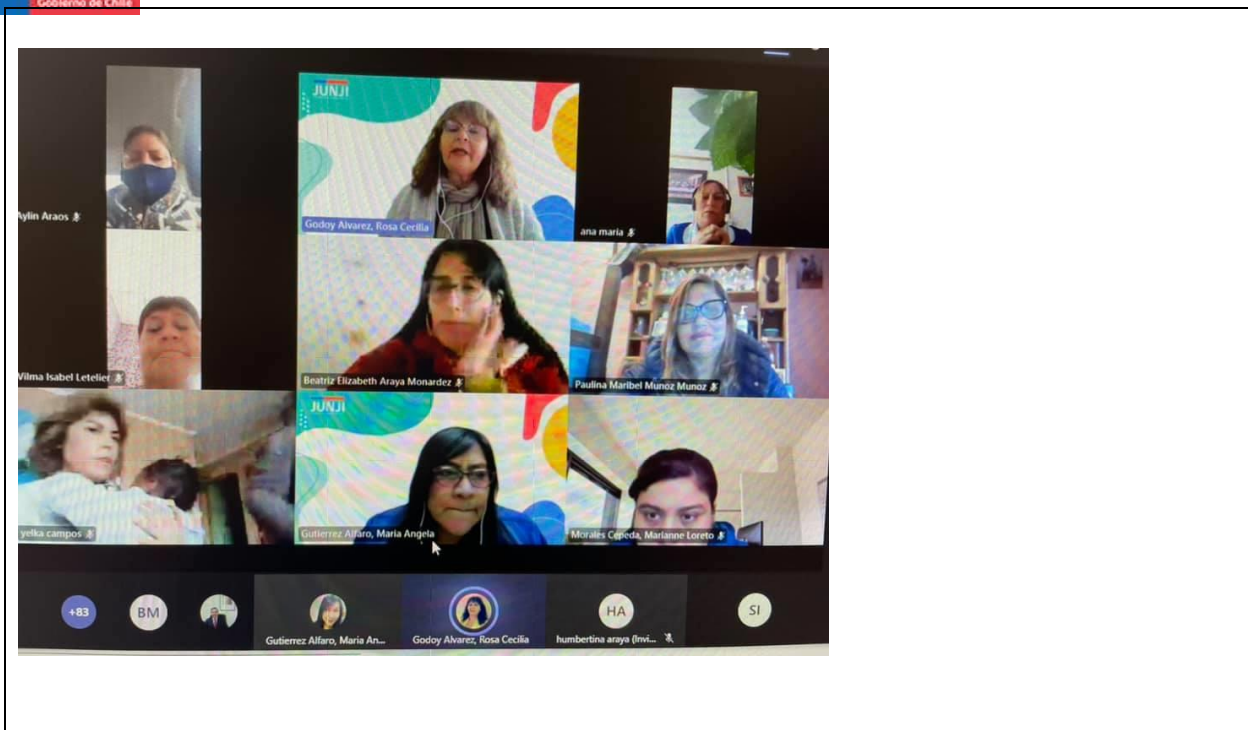 Gobierno de Chile
JUNJI
Godoy Alvarez, Rosa Cecilia
Aylin Araos
ana maria
Vilma Isabel Letelier
Beatriz Elizabeth Araya Monardez
Paulina Maribel Munoz Munoz
JUNJI
yelka campos
Gutierrez Alfaro, Maria Angela
Morales Cepeda, Marianne Loreto
+83
BM
Gutierrez Alfaro, Maria An...
Godoy Alvarez, Rosa Cecilia
HA
humbertina araya (Invi...
SI